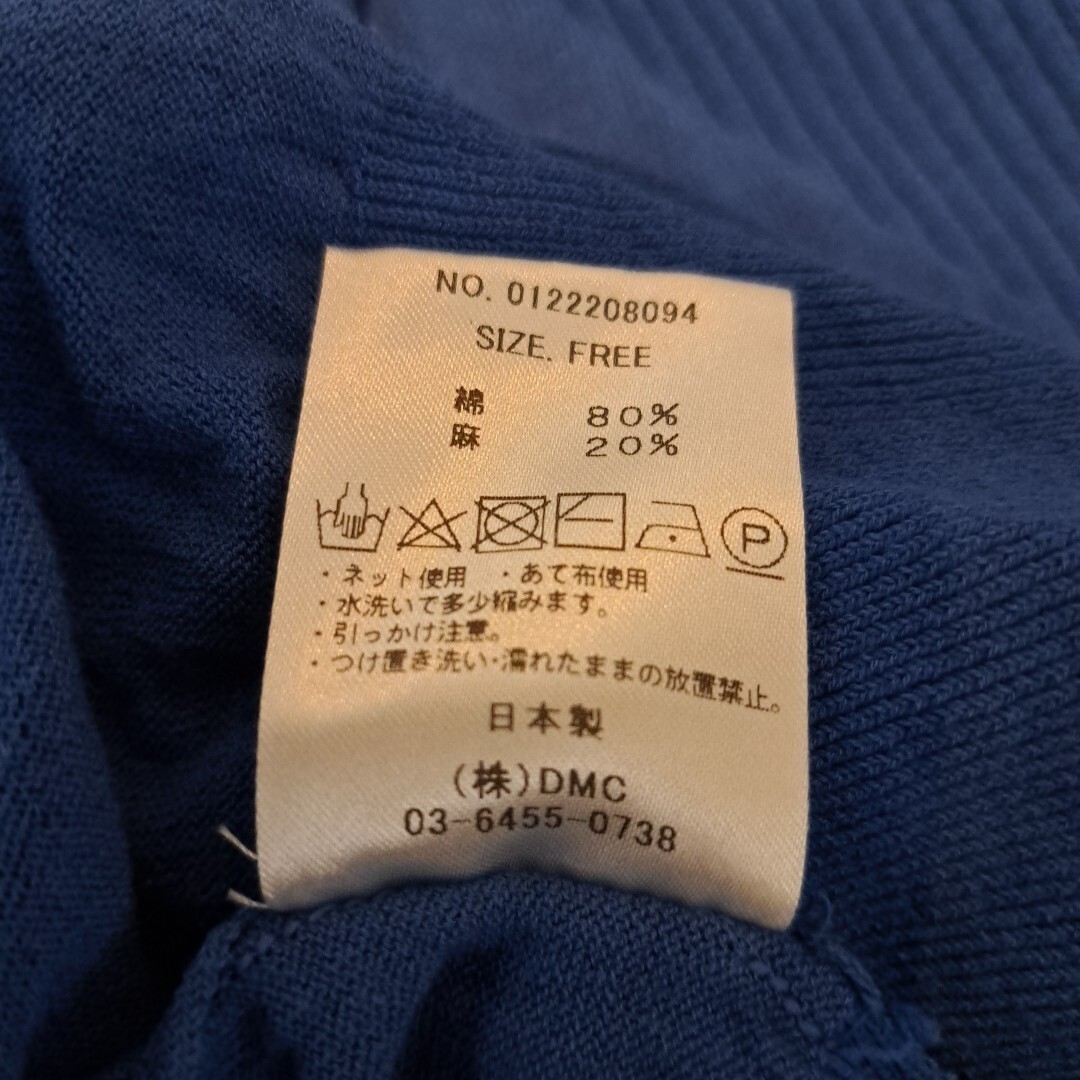 NO. 0122208094
SIZE. FREE
綿 80%
麻 20%
P
・ネット使用 ・あて布使用
・水洗いで多少縮みます。
・引っかけ注意。
・つけ置き洗い・濡れたままの放置禁止。
日本製
(株)DMC
03-6455-0738